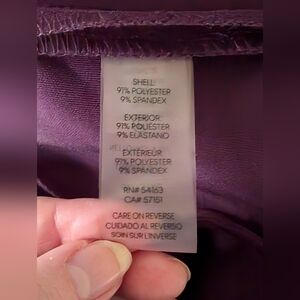 SHELL:
91% POLYESTER
9% SPANDEX
EXTERIOR:
91% POLIÉSTER
9% ELASTANO
EXTÉRIEUR:
91% POLYESTER
9% SPANDEX
RN# 54163
CA# 57151
CARE ON REVERSE
CUIDADO AL REVERSO
SOIN SUR L'INVERSE